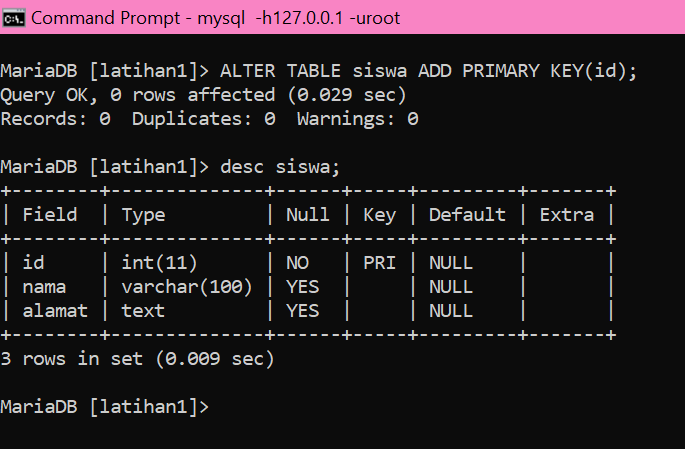 Command Prompt - mysql  -h127.0.0.1 -uroot
MariaDB [latihan1]> ALTER TABLE siswa ADD PRIMARY KEY(id);
Query OK, 0 rows affected (0.029 sec)
Records: 0  Duplicates: 0  Warnings: 0
MariaDB [latihan1]> desc siswa;
+--------+--------------+------+-----+---------+-------+
| Field  | Type         | Null | Key | Default | Extra |
+--------+--------------+------+-----+---------+-------+
| id     | int(11)      | NO   | PRI | NULL    |       |
| nama   | varchar(100) | YES  |     | NULL    |       |
| alamat | text         | YES  |     | NULL    |       |
+--------+--------------+------+-----+---------+-------+
3 rows in set (0.009 sec)
MariaDB [latihan1]>